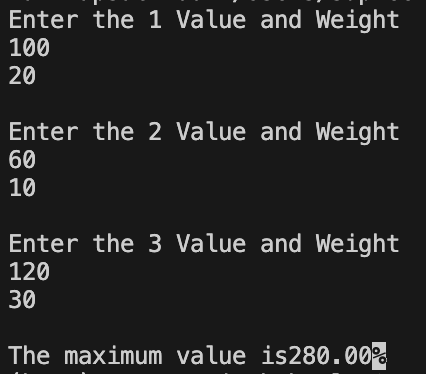 Enter the 1 Value and Weight
100
20
Enter the 2 Value and Weight
60
10
Enter the 3 Value and Weight
120
30
The maximum value is280.00%